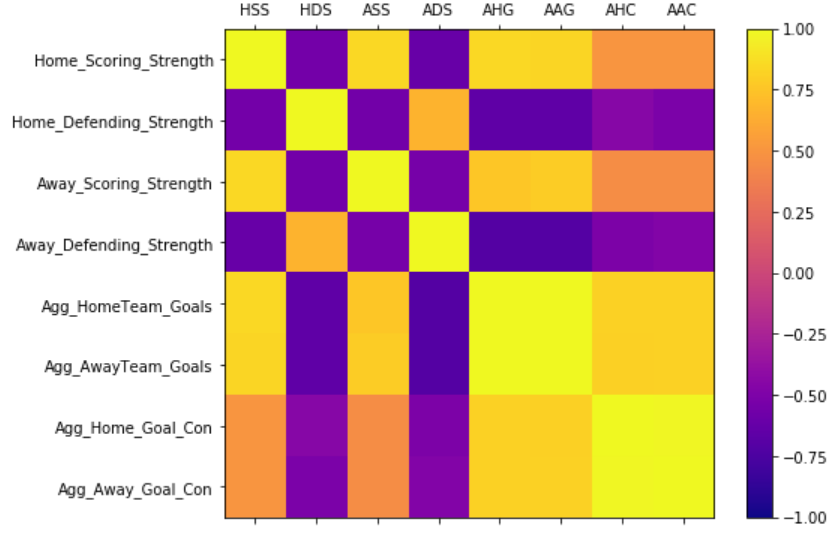 HSS HDS ASS ADS AHG AAG AHC AAC
Home_Scoring_Strength
Home_Defending_Strength
Away_Scoring_Strength
Away_Defending_Strength
Agg_HomeTeam_Goals
Agg_AwayTeam_Goals
Agg_Home_Goal_Con
Agg_Away_Goal_Con
1.00
0.75
0.50
0.25
0.00
−0.25
−0.50
−0.75
−1.00